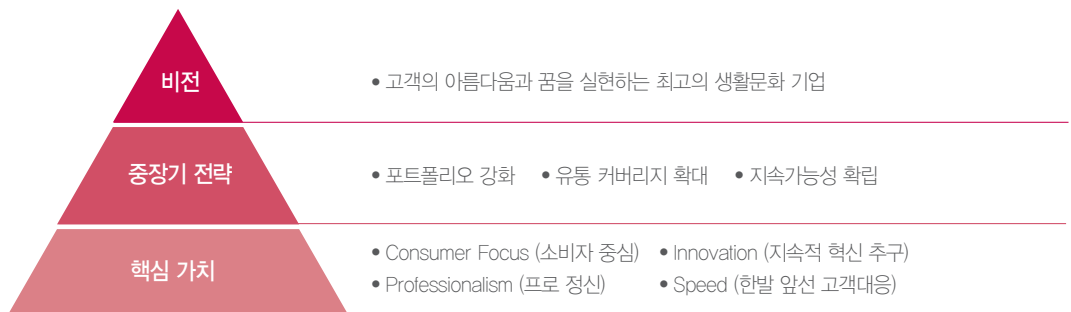 비전
• 고객의 아름다움과 꿈을 실현하는 최고의 생활문화 기업
중장기 전략
• 포트폴리오 강화 • 유통 커버리지 확대 • 지속가능성 확립
핵심 가치
• Consumer Focus (소비자 중심) • Innovation (지속적 혁신 추구)
• Professionalism (프로 정신) • Speed (한발 앞선 고객대응)